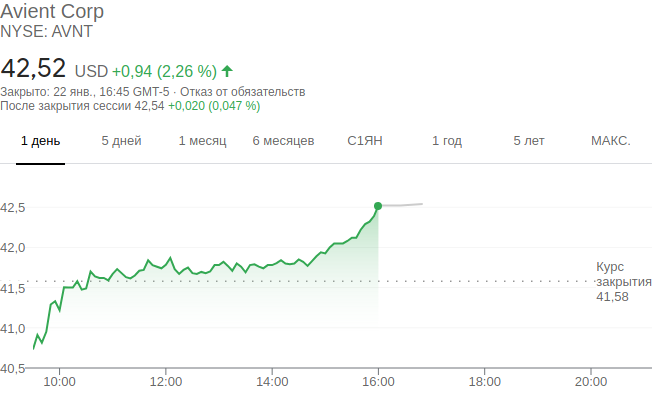 Avient Corp
NYSE: AVNT
42,52 USD +0,94 (2,26 %)
Закрыто: 22 янв., 16:45 GMT-5 · Отказ от обязательств
После закрытия сессии 42,54 +0,020 (0,047 %)
1 день 5 дней 1 месяц 6 месяцев С1ЯН 1 год 5 лет МАКС.
42,5
42,0
41,5
41,0
40,5
Курс
закрытия
41,58
10:00 12:00 14:00 16:00 18:00 20:00